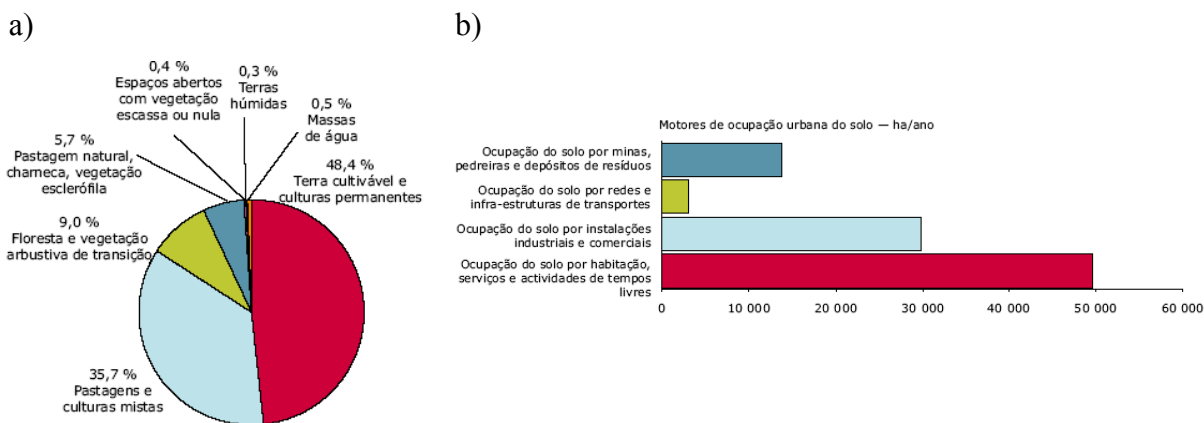 a)
b)
0,4 %
Espaços abertos
com vegetação
escassa ou nula
0,3 %
Terras
húmidas
0,5 %
Massas
de água
5,7 %
Pastagem natural,
charneca, vegetação
esclerófila
48,4 %
Terra cultivável e
culturas permanentes
9,0 %
Floresta e vegetação
arbustiva de transição
35,7 %
Pastagens e
culturas mistas
Motores de ocupação urbana do solo — ha/ano
Ocupação do solo por minas,
pedreiras e depósitos de resíduos
Ocupação do solo por redes e
infra-estruturas de transportes
Ocupação do solo por instalações
industriais e comerciais
Ocupação do solo por habitação,
serviços e actividades de tempos
livres
0 10 000 20 000 30 000 40 000 50 000 60 000